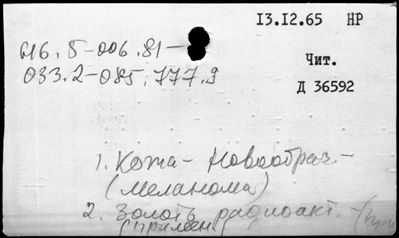 13.12.65 НР
616.5-006.81-
033.2-085.777.9
Чит.
Д 36592
1. Кожа - Новообраз. -
(меланома)
2. Золото радиоакт. -
(примен